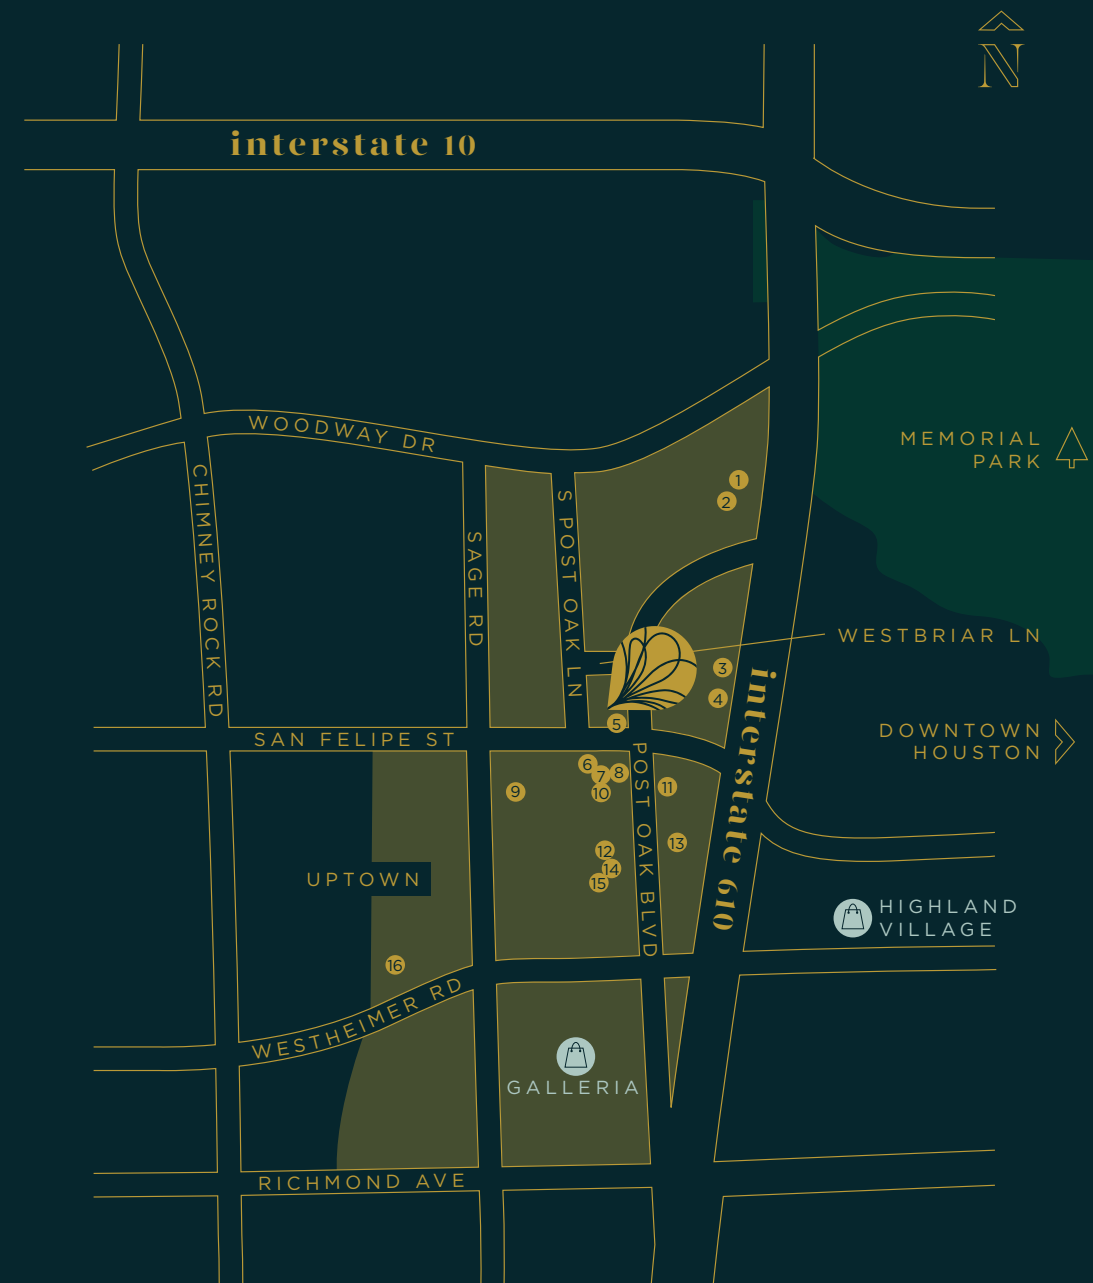 N
interstate 10
WOODWAY DR
MEMORIAL
PARK
CHIMNEY ROCK RD
SAGE RD
S POST OAK LN
1
2
WESTBRIAR LN
3
4
interstate 610
5
SAN FELIPE ST
DOWNTOWN
HOUSTON
POST OAK BLVD
6
7
8
9
10
11
12
13
14
15
UPTOWN
HIGHLAND
VILLAGE
16
WESTHEIMER RD
GALLERIA
RICHMOND AVE